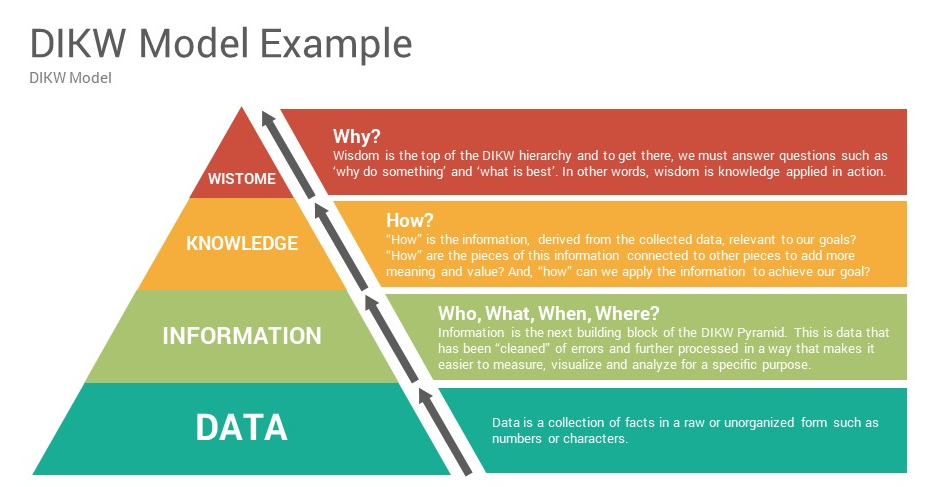 DIKW Model Example
DIKW Model
WISTOME
Why?
Wisdom is the top of the DIKW hierarchy and to get there, we must answer questions such as
‘why do something’ and ‘what is best’. In other words, wisdom is knowledge applied in action.
KNOWLEDGE
How?
“How” is the information, derived from the collected data, relevant to our goals?
“How” are the pieces of this information connected to other pieces to add more
meaning and value? And, “how” can we apply the information to achieve our goal?
INFORMATION
Who, What, When, Where?
Information is the next building block of the DIKW Pyramid. This is data that
has been “cleaned” of errors and further processed in a way that makes it
easier to measure, visualize and analyze for a specific purpose.
DATA
Data is a collection of facts in a raw or unorganized form such as
numbers or characters.